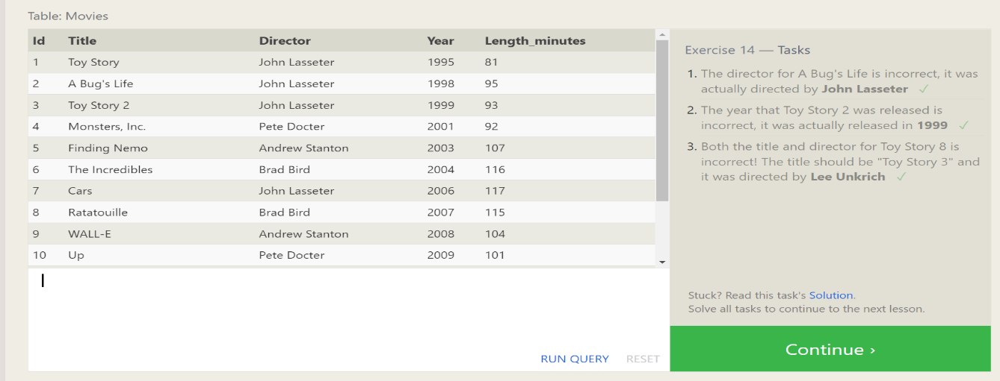 Table: Movies
Id Title Director Year Length_minutes
1 Toy Story John Lasseter 1995 81
2 A Bug's Life John Lasseter 1998 95
3 Toy Story 2 John Lasseter 1999 93
4 Monsters, Inc. Pete Docter 2001 92
5 Finding Nemo Andrew Stanton 2003 107
6 The Incredibles Brad Bird 2004 116
7 Cars John Lasseter 2006 117
8 Ratatouille Brad Bird 2007 115
9 WALL-E Andrew Stanton 2008 104
10 Up Pete Docter 2009 101
RUN QUERY RESET
Exercise 14 — Tasks
1. The director for A Bug's Life is incorrect, it was
actually directed by John Lasseter ✓
2. The year that Toy Story 2 was released is
incorrect, it was actually released in 1999 ✓
3. Both the title and director for Toy Story 8 is
incorrect! The title should be "Toy Story 3" and
it was directed by Lee Unkrich ✓
Stuck? Read this task's Solution.
Solve all tasks to continue to the next lesson.
Continue ›